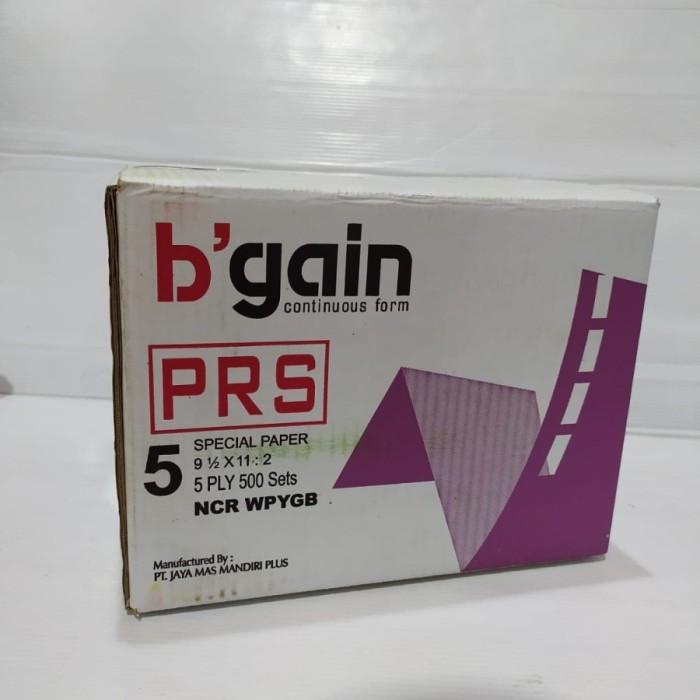 b'gain
continuous form
PRS
5
SPECIAL PAPER
9 ½ X 11 : 2
5 PLY 500 Sets
NCR WPYGB
Manufactured By :
PT. JAYA MAS MANDIRI PLUS